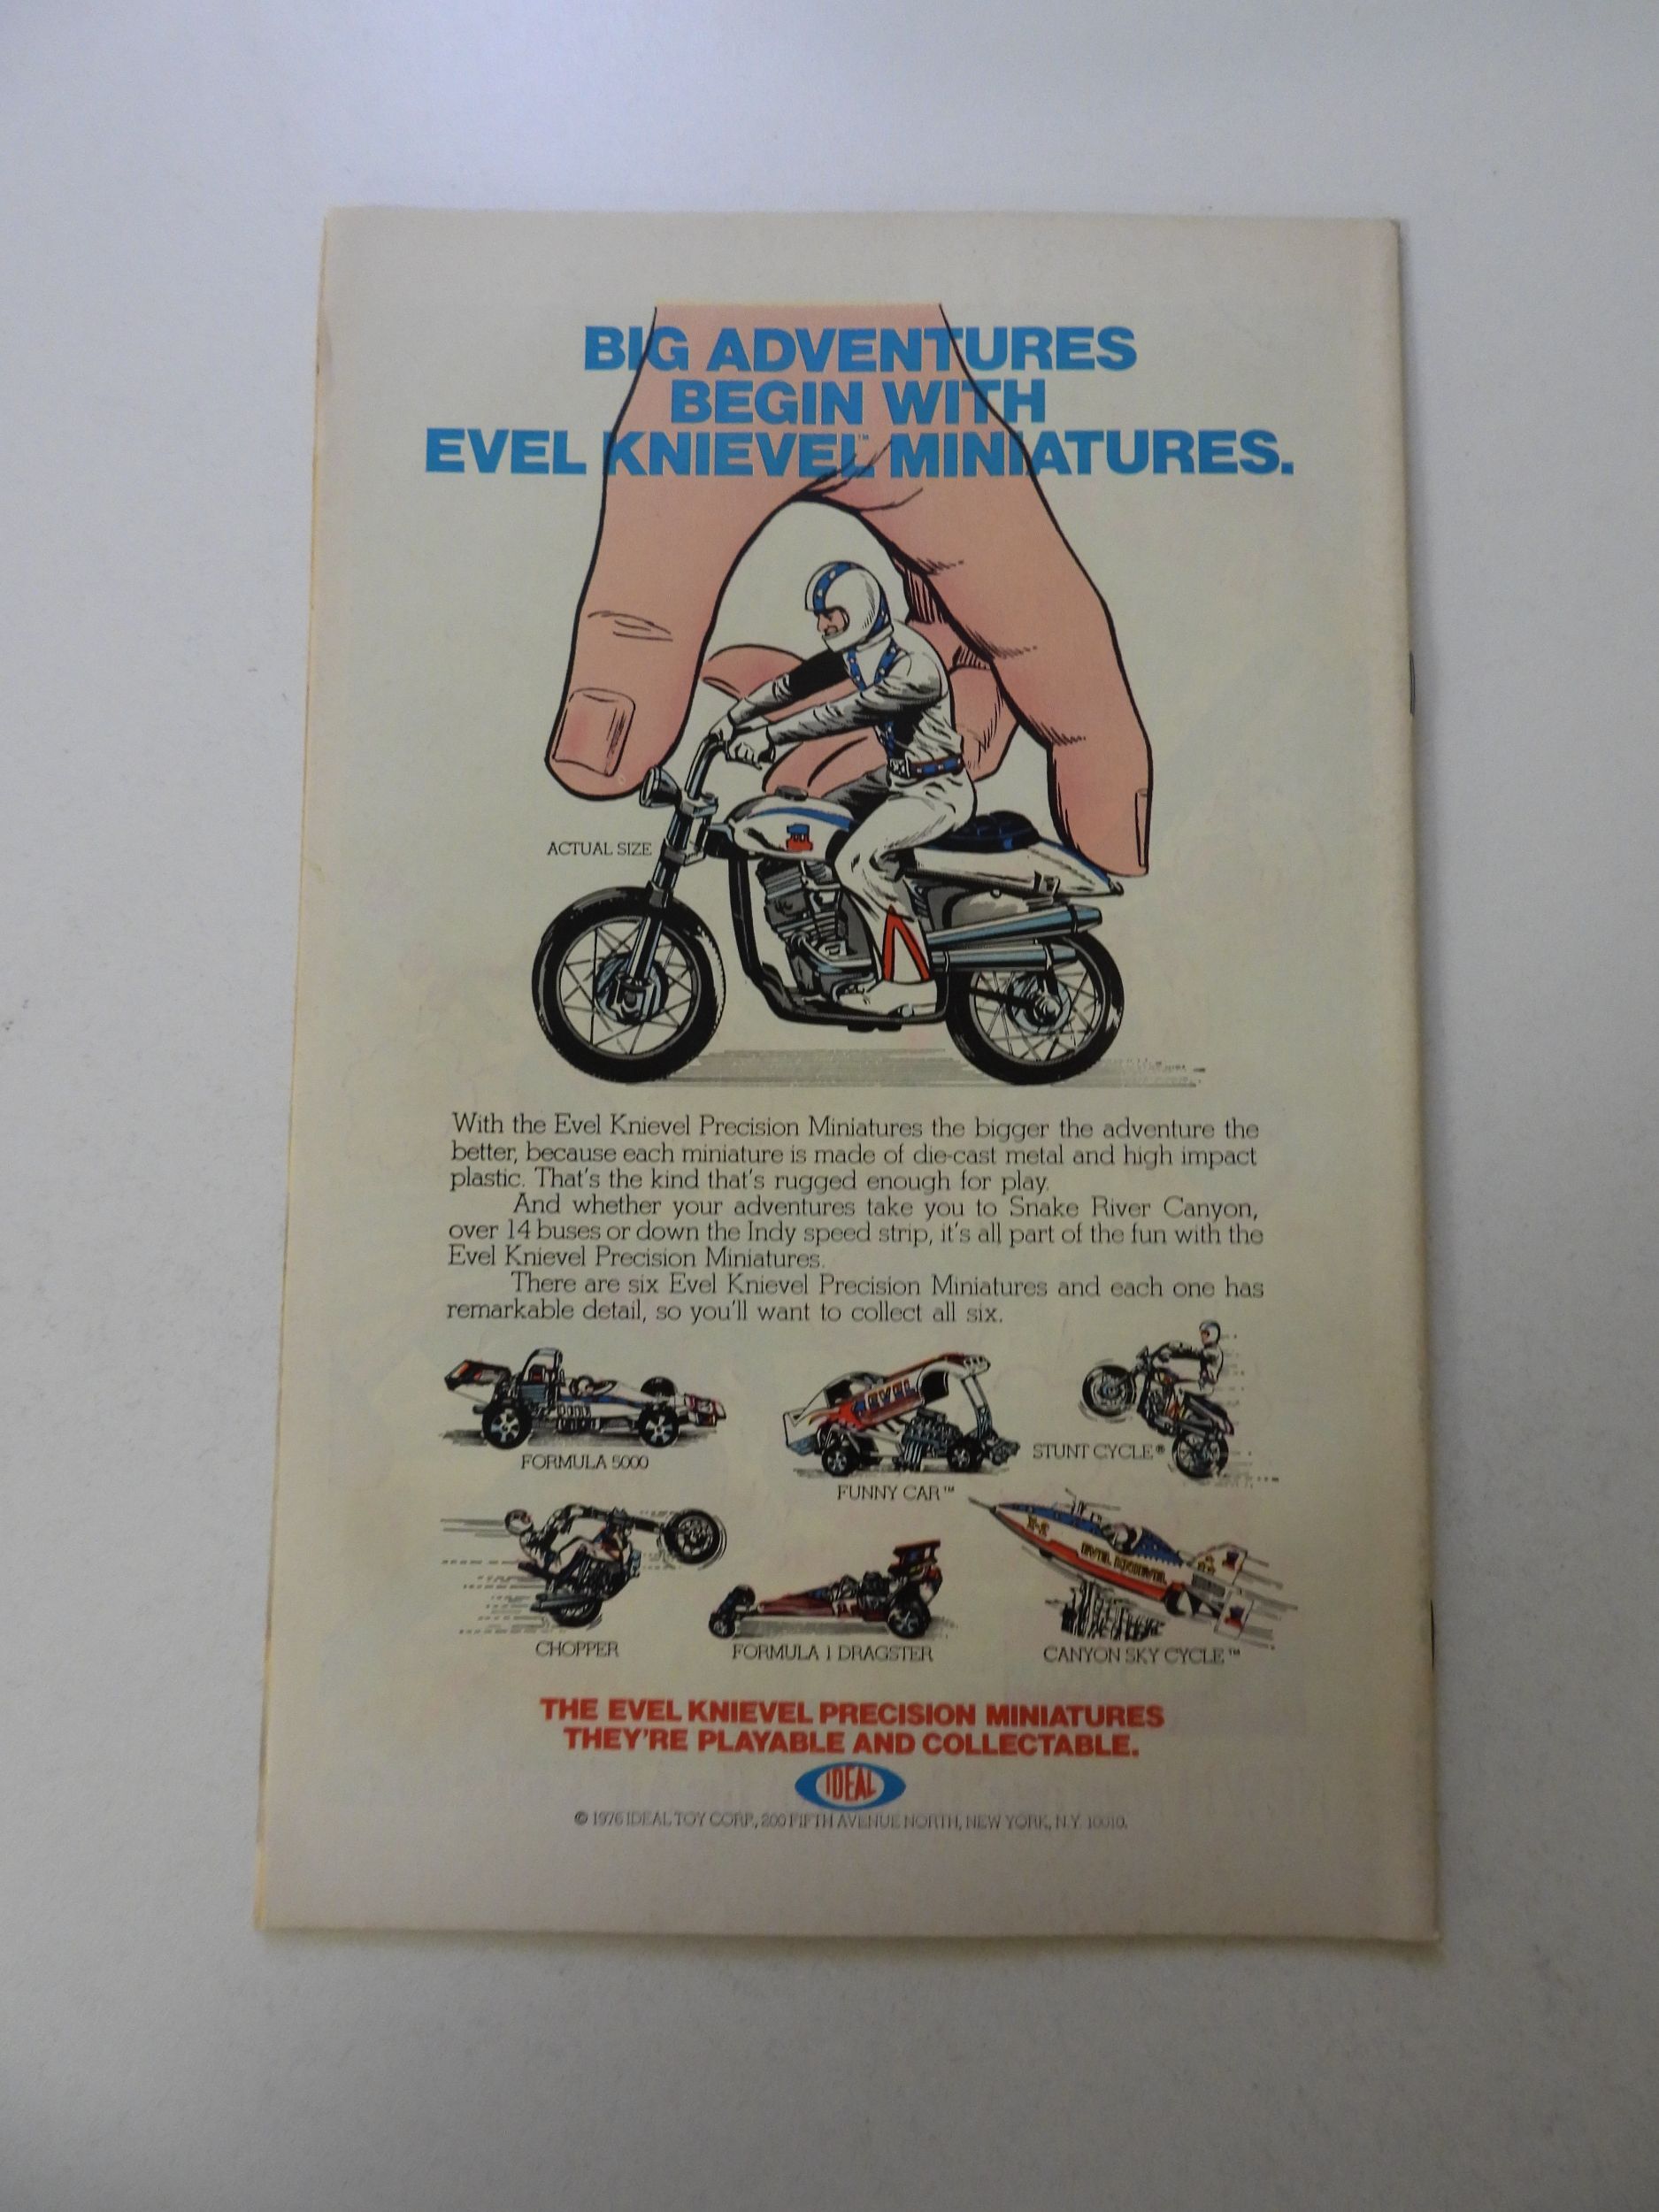 BIG ADVENTURES
BEGIN WITH
EVEL KNIEVEL™ MINIATURES.
ACTUAL SIZE
With the Evel Knievel Precision Miniatures the bigger the adventure the
better, because each miniature is made of die-cast metal and high impact
plastic. That's the kind that's rugged enough for play.
And whether your adventures take you to Snake River Canyon,
over 14 buses or down the Indy speed strip, it's all part of the fun with the
Evel Knievel Precision Miniatures.
There are six Evel Knievel Precision Miniatures and each one has
remarkable detail, so you'll want to collect all six.
EVEL
STUNT CYCLE®
FORMULA 5000
FUNNY CAR™
X-2
EVEL KNIEVEL
CHOPPER
FORMULA 1 DRAGSTER
CANYON SKY CYCLE™
THE EVEL KNIEVEL PRECISION MINIATURES
THEY'RE PLAYABLE AND COLLECTABLE.
IDEAL
© 1976 IDEAL TOY CORP., 200 FIFTH AVENUE NORTH, NEW YORK, N.Y. 10010.